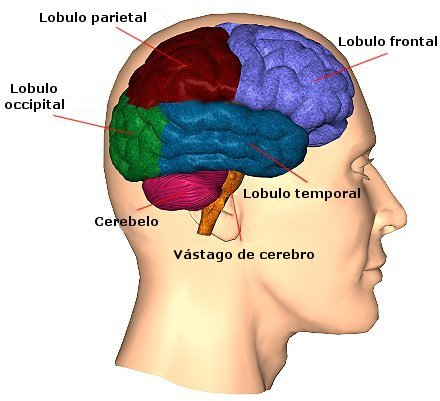 Lobulo parietal
Lobulo frontal
Lobulo
occipital
Lobulo temporal
Cerebelo
Vástago de cerebro